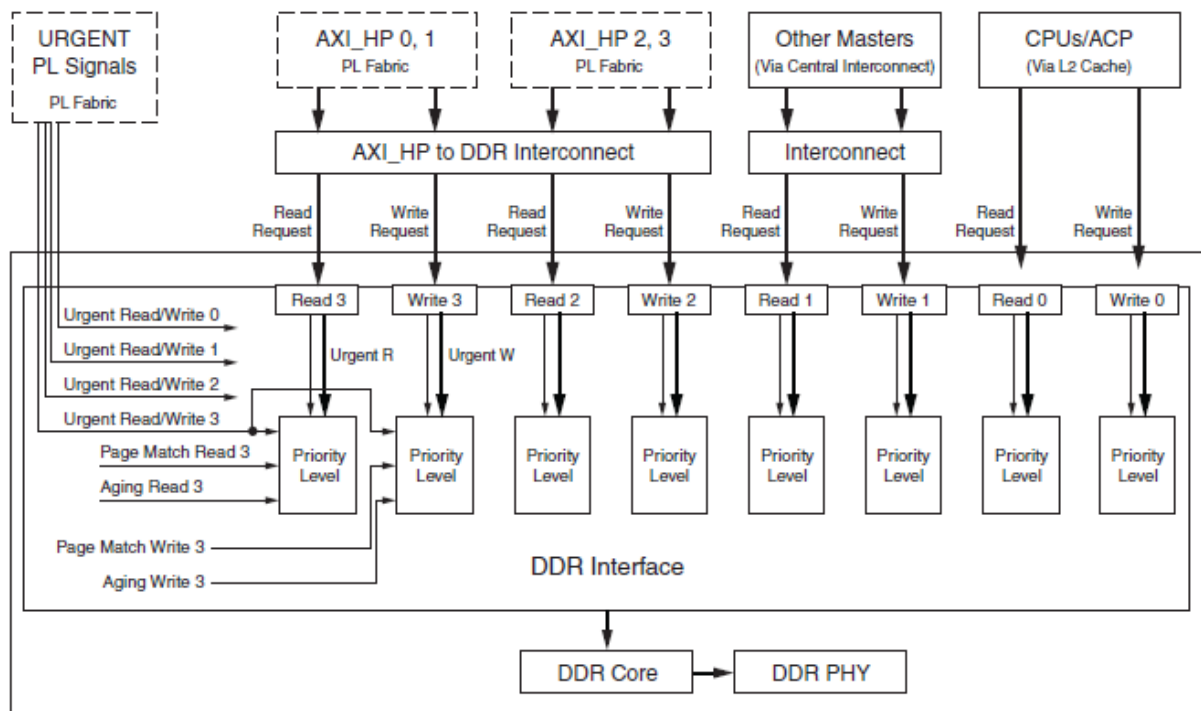 URGENT
PL Signals
PL Fabric
AXI_HP 0, 1
PL Fabric
AXI_HP 2, 3
PL Fabric
Other Masters
(Via Central Interconnect)
CPUs/ACP
(Via L2 Cache)
AXI_HP to DDR Interconnect
Interconnect
Read
Request
Write
Request
Read
Request
Write
Request
Read
Request
Write
Request
Read
Request
Write
Request
Read 3
Write 3
Read 2
Write 2
Read 1
Write 1
Read 0
Write 0
Urgent Read/Write 0
Urgent Read/Write 1
Urgent Read/Write 2
Urgent Read/Write 3
Urgent R
Urgent W
Page Match Read 3
Aging Read 3
Priority
Level
Priority
Level
Priority
Level
Priority
Level
Priority
Level
Priority
Level
Priority
Level
Priority
Level
Page Match Write 3
Aging Write 3
DDR Interface
DDR Core
DDR PHY